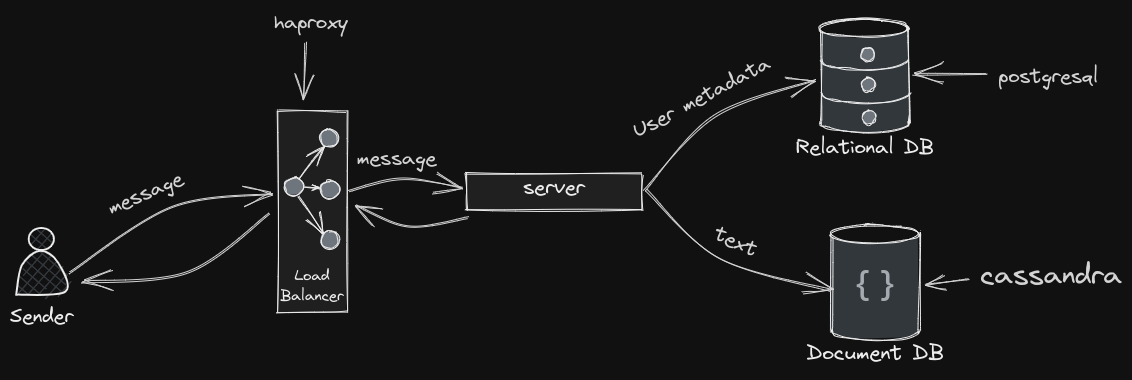 haproxy
message
Sender
Load
Balancer
message
server
User metadata
text
Relational DB
postgresql
{ }
Document DB
cassandra